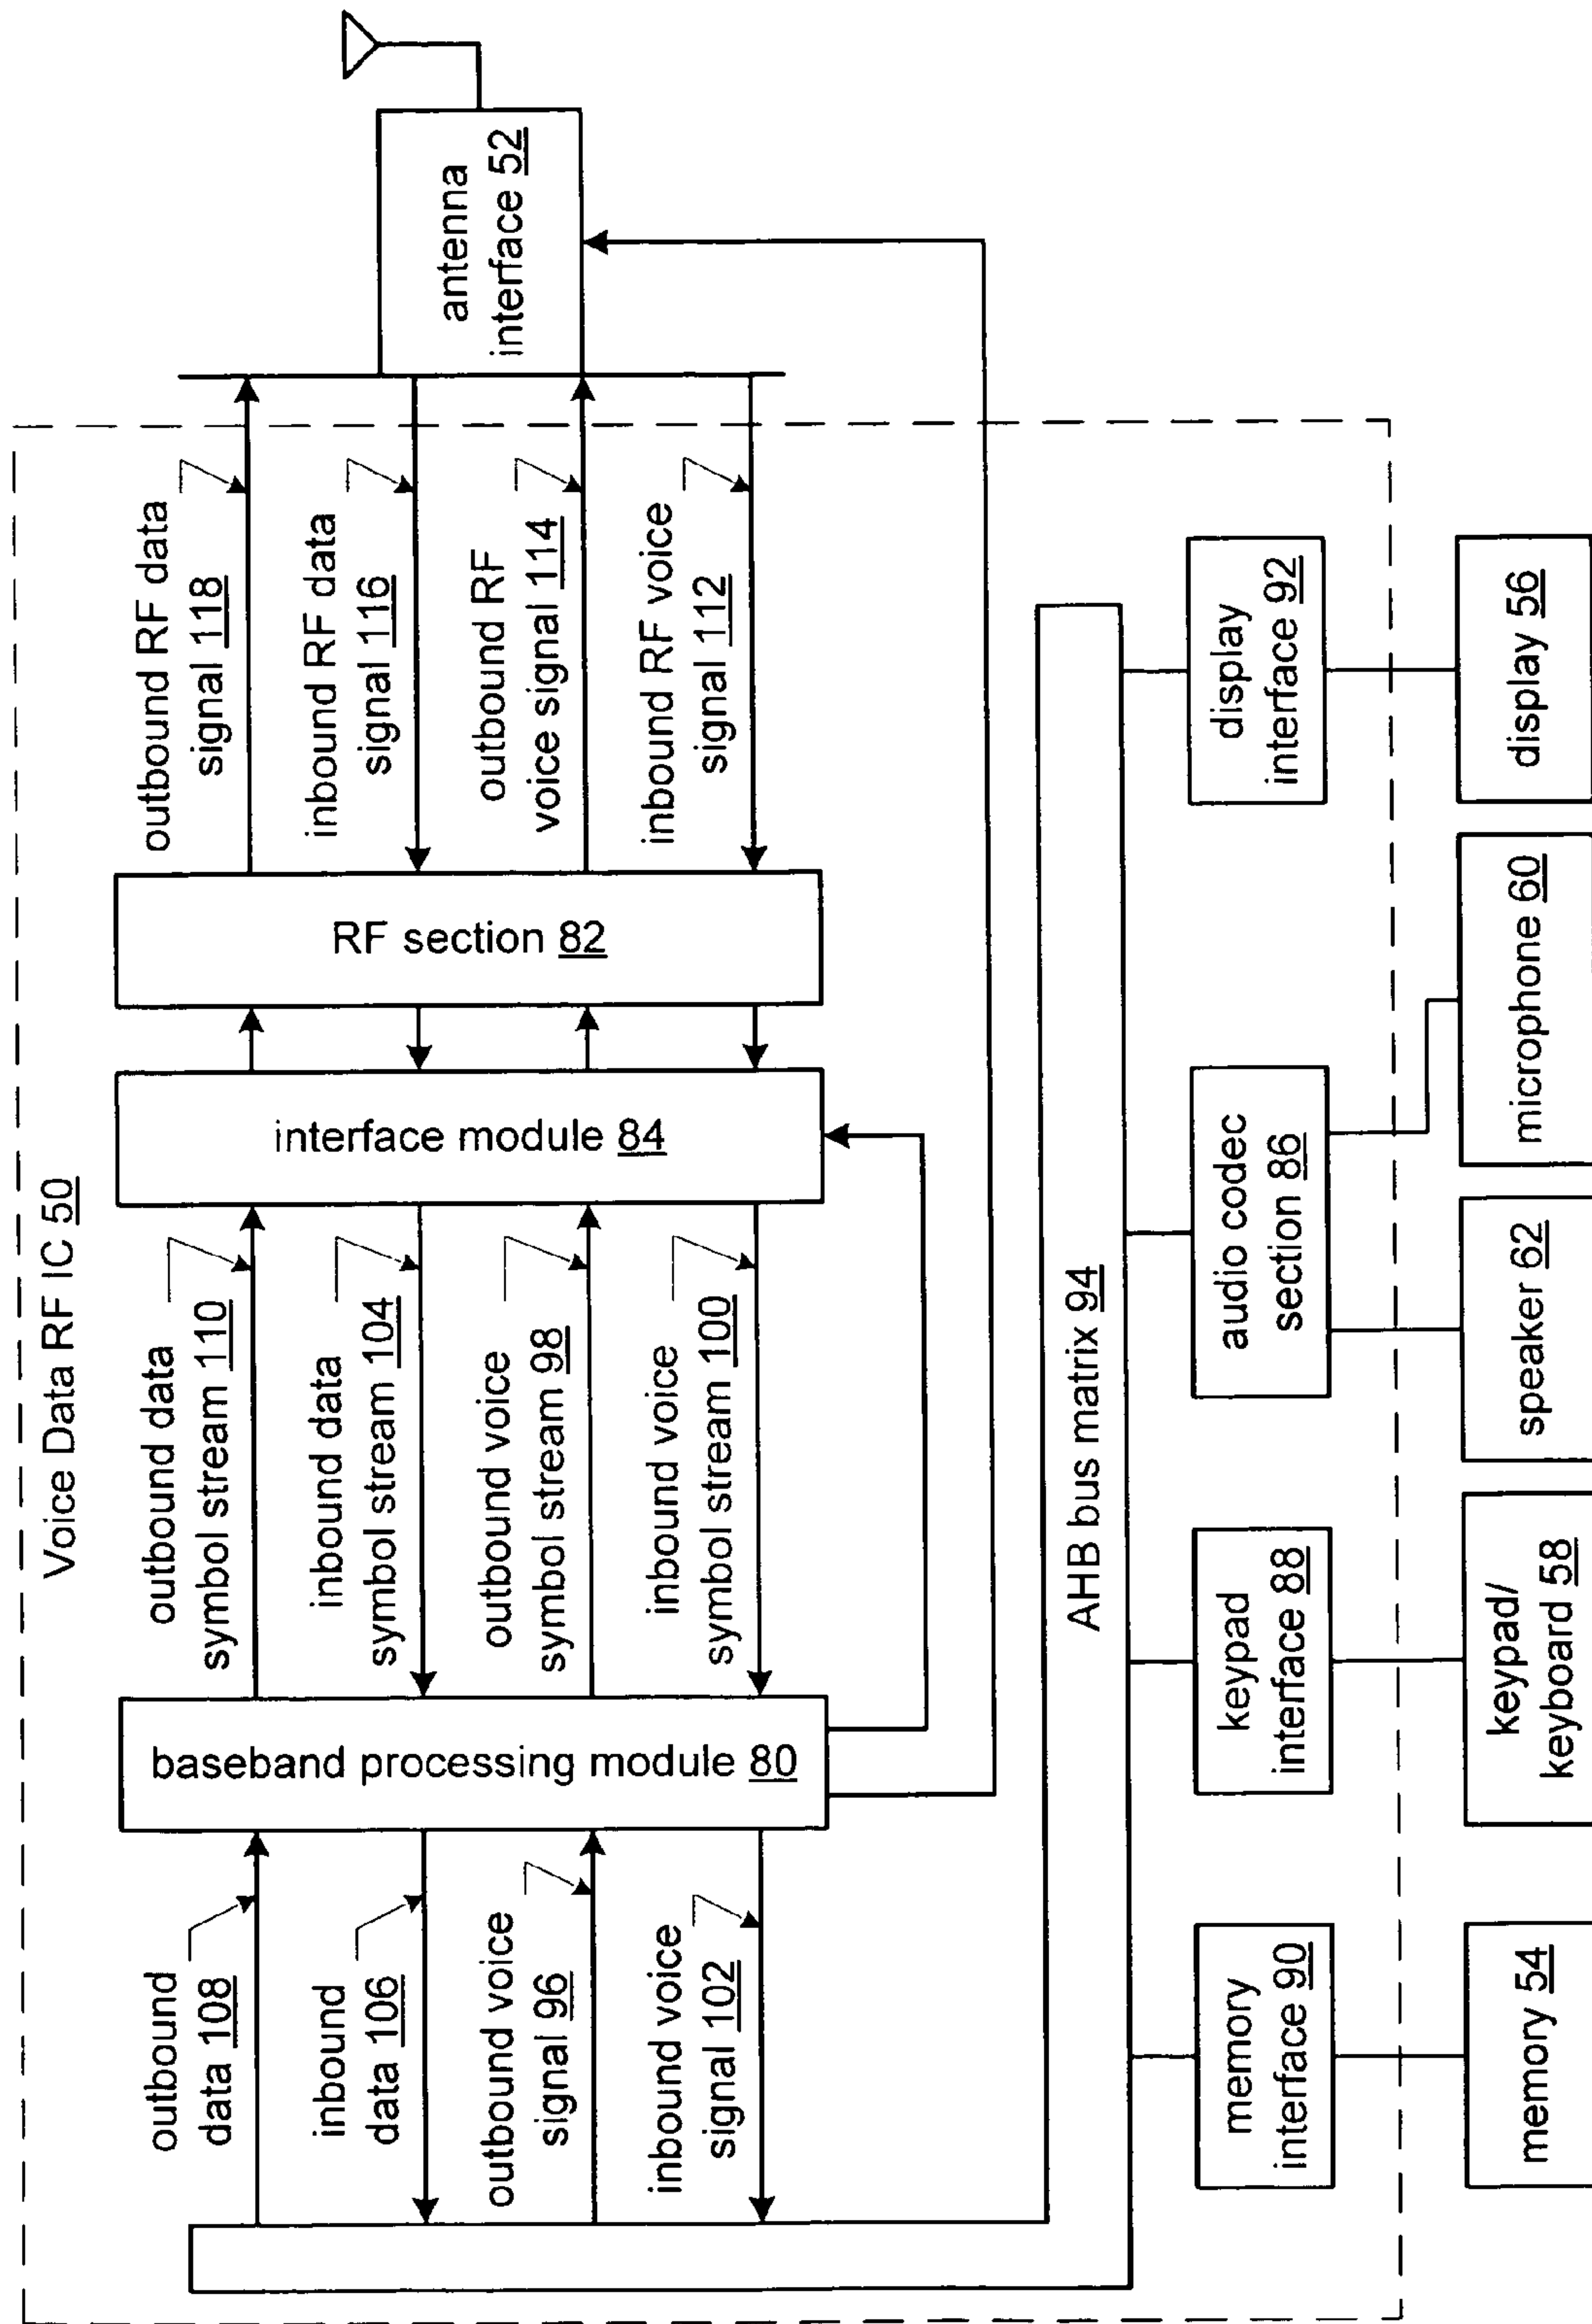 Voice Data RF IC 50
outbound
data 108
outbound data
symbol stream 110
outbound RF data
signal 118
inbound
data 106
inbound data
symbol stream 104
inbound RF data
signal 116
outbound voice
signal 96
outbound voice
symbol stream 98
outbound RF
voice signal 114
inbound voice
signal 102
inbound voice
symbol stream 100
inbound RF voice
signal 112
baseband processing module 80
interface module 84
RF section 82
antenna
interface 52
AHB bus matrix 94
memory
interface 90
keypad
interface 88
audio codec
section 86
display
interface 92
memory 54
keypad/
keyboard 58
speaker 62
microphone 60
display 56